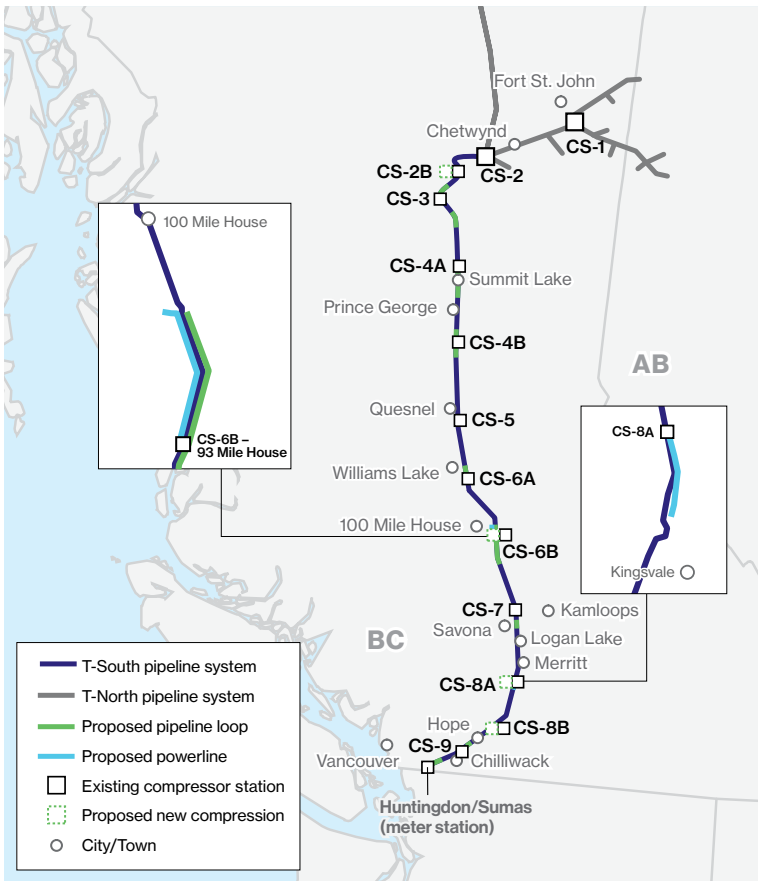 Fort St. John
Chetwynd
CS-1
CS-2
CS-2B
CS-3
CS-4A
Summit Lake
Prince George
CS-4B
Quesnel
CS-5
Williams Lake
CS-6A
100 Mile House
CS-6B
CS-7
Kamloops
Savona
Logan Lake
Merritt
CS-8A
Hope
CS-8B
CS-9
Vancouver
Chilliwack
Huntingdon/Sumas
(meter station)
AB
BC
100 Mile House
CS-6B –
93 Mile House
CS-8A
Kingsvale
T-South pipeline system
T-North pipeline system
Proposed pipeline loop
Proposed powerline
Existing compressor station
Proposed new compression
City/Town